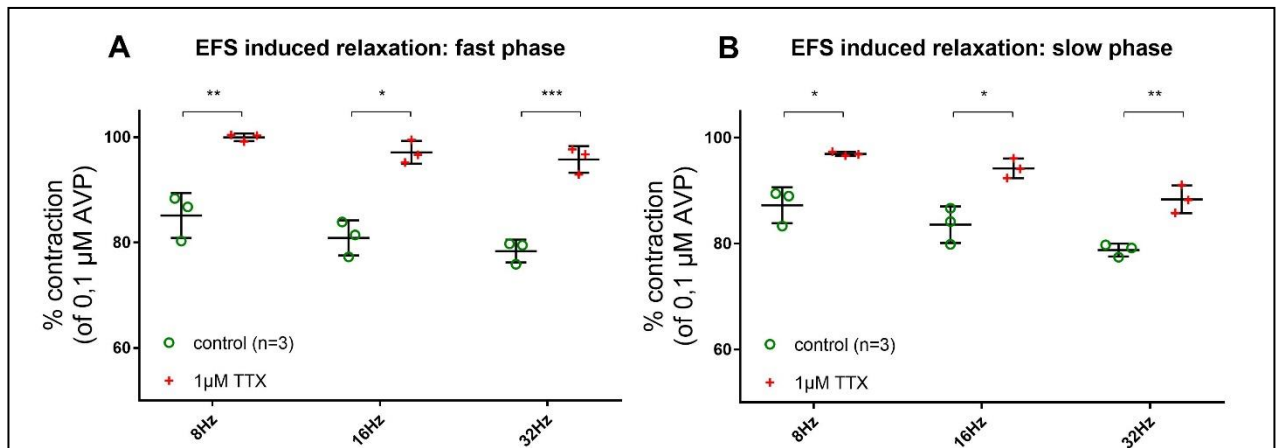 A EFS induced relaxation: fast phase
** * ***
% contraction
(of 0,1 µM AVP)
100
80
60
control (n=3)
1µM TTX
8Hz 16Hz 32Hz
B EFS induced relaxation: slow phase
* * **
% contraction
(of 0,1 µM AVP)
100
80
60
control (n=3)
1µM TTX
8Hz 16Hz 32Hz